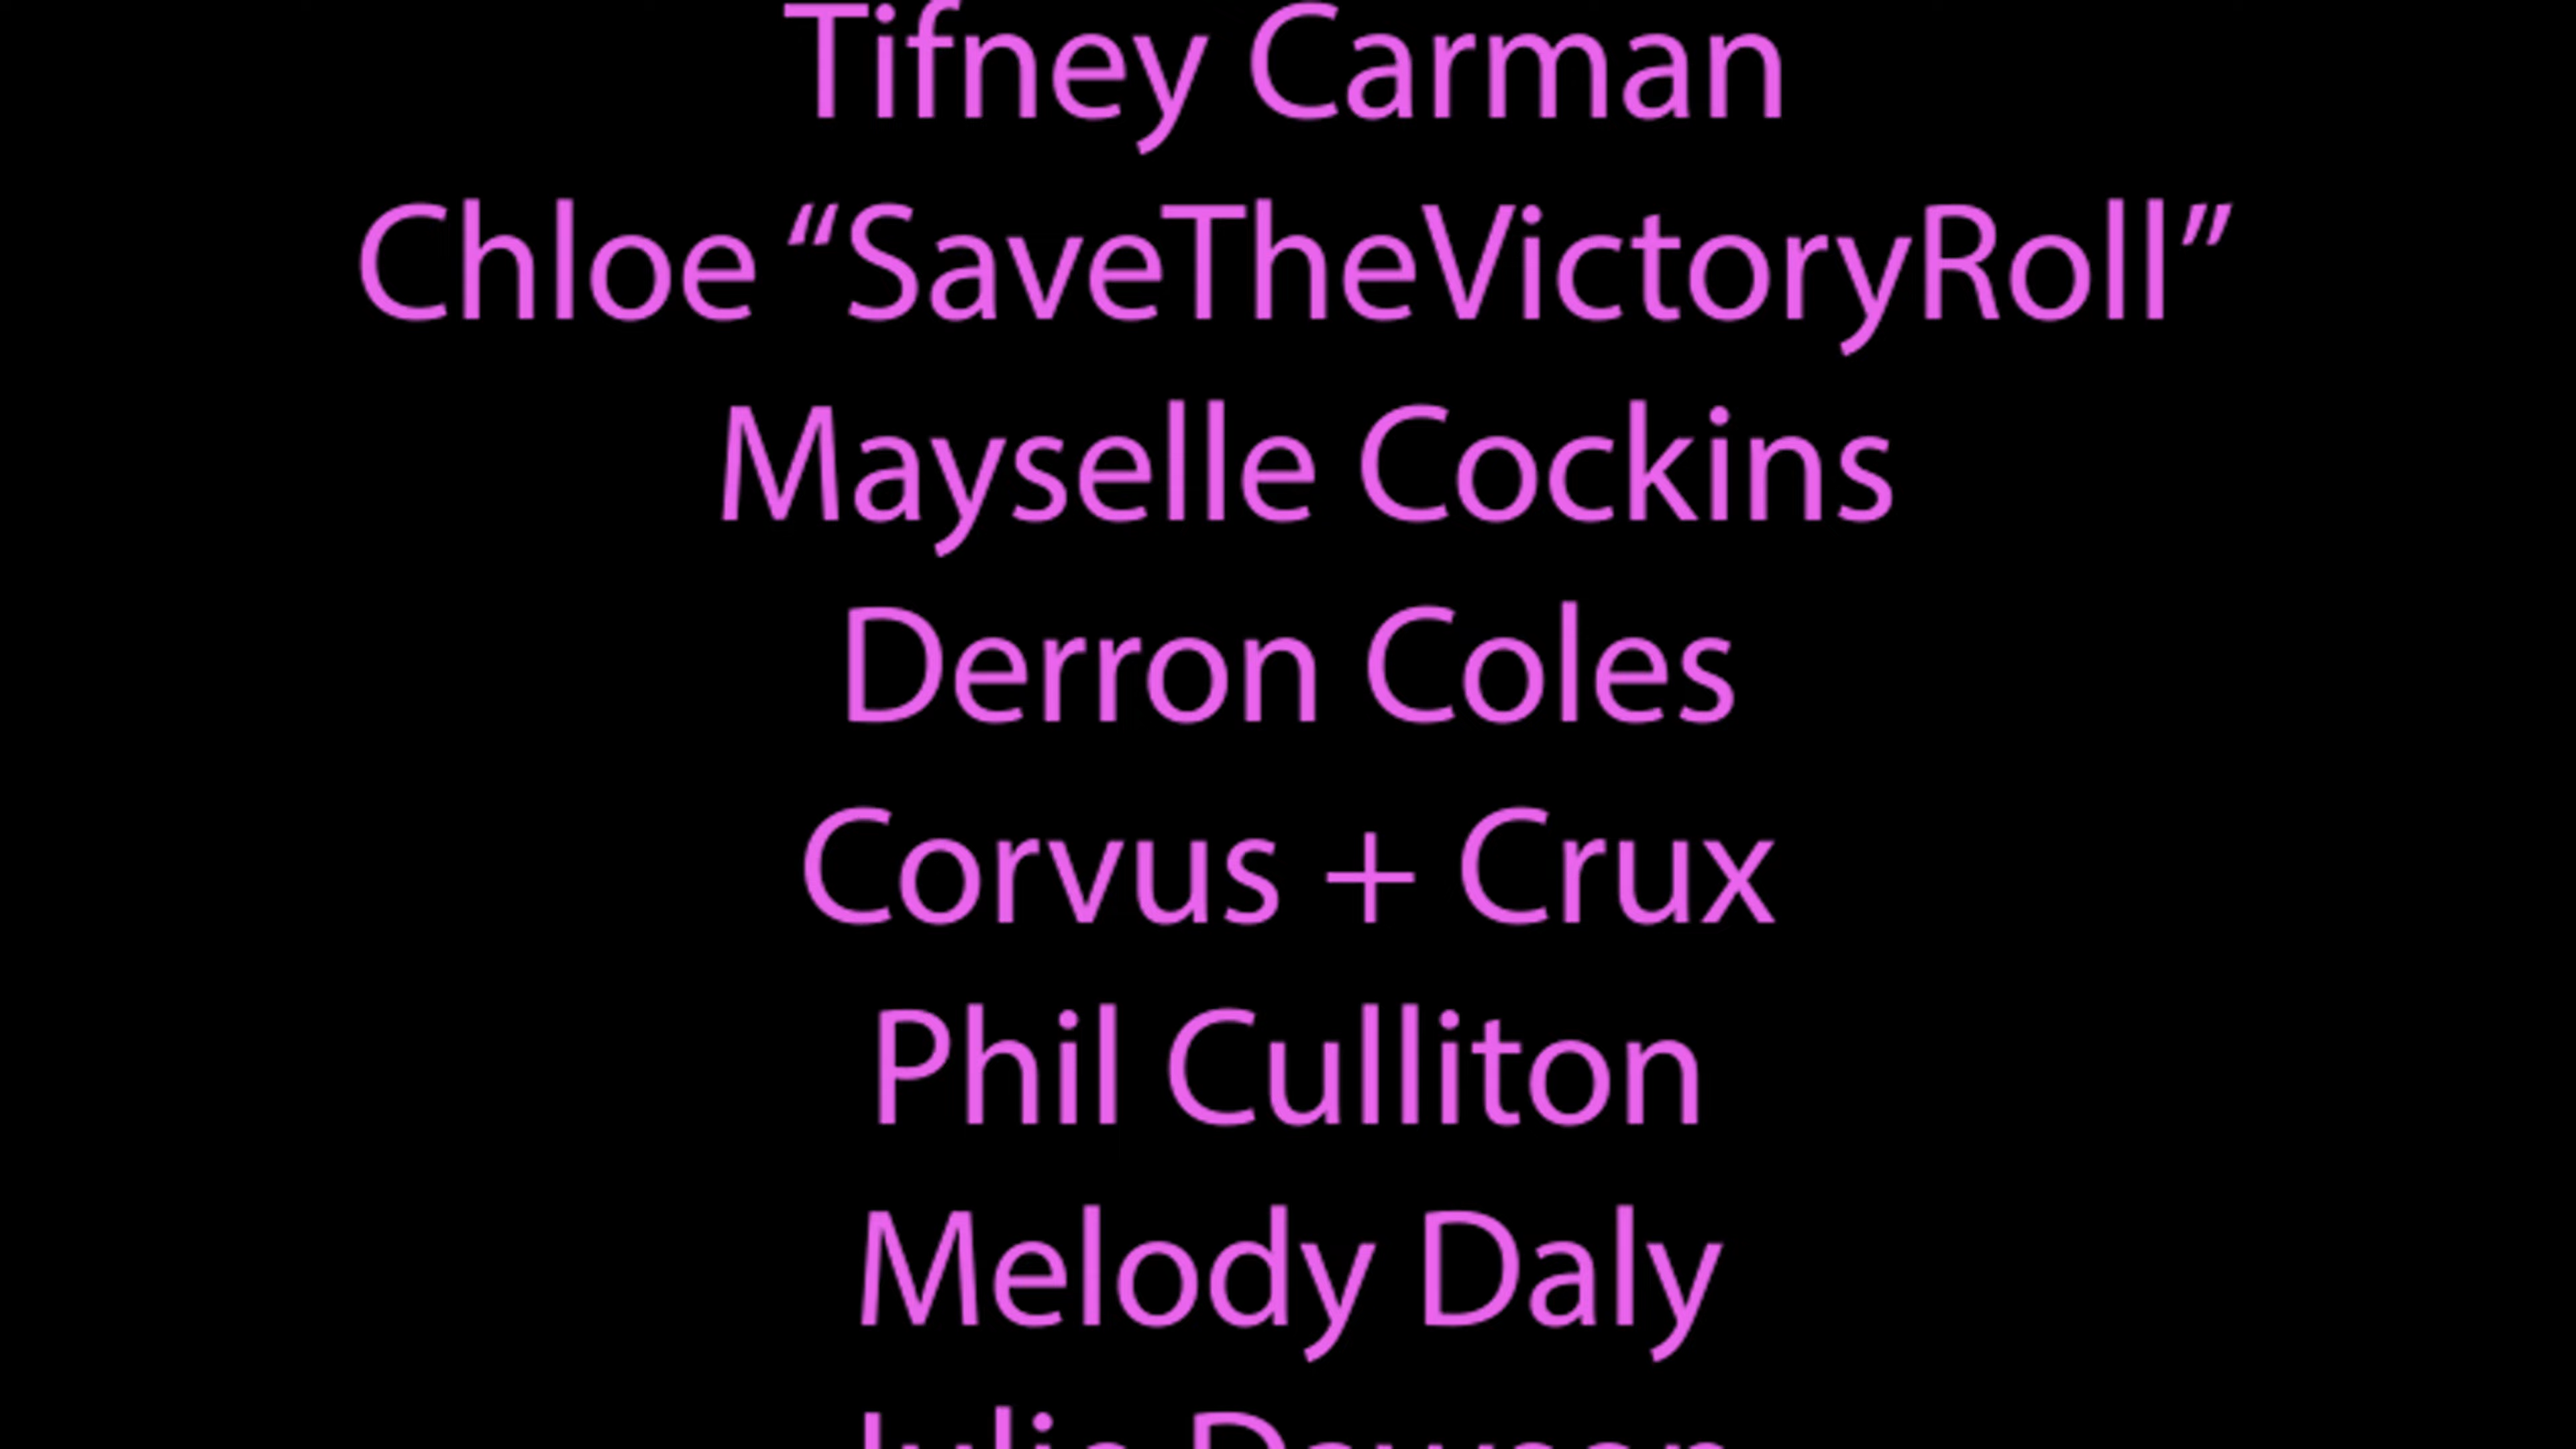 Tifney Carman
Chloe “SaveTheVictoryRoll”
Mayselle Cockins
Derron Coles
Corvus + Crux
Phil Culliton
Melody Daly